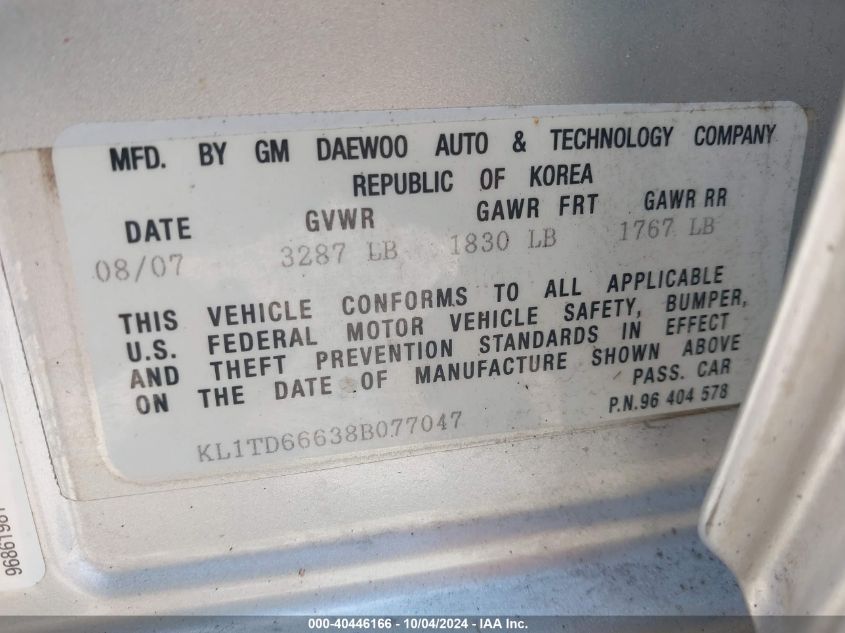 MFD. BY GM DAEWOO AUTO & TECHNOLOGY COMPANY
REPUBLIC OF KOREA
DATE GVWR GAWR FRT GAWR RR
08/07 3287 LB 1830 LB 1767 LB
THIS VEHICLE CONFORMS TO ALL APPLICABLE
U.S. FEDERAL MOTOR VEHICLE SAFETY, BUMPER,
AND THEFT PREVENTION STANDARDS IN EFFECT
ON THE DATE OF MANUFACTURE SHOWN ABOVE
PASS. CAR
P.N.96 404 578
KL1TD66638B077047
000-40446166 - 10/04/2024 - IAA Inc.